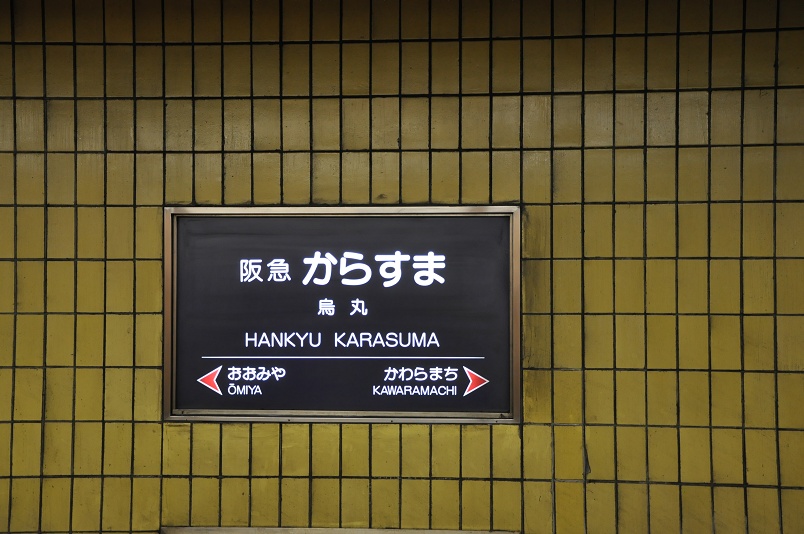 阪急 からすま
烏丸
HANKYU KARASUMA
おおみや かわらまち
ŌMIYA KAWARAMACHI